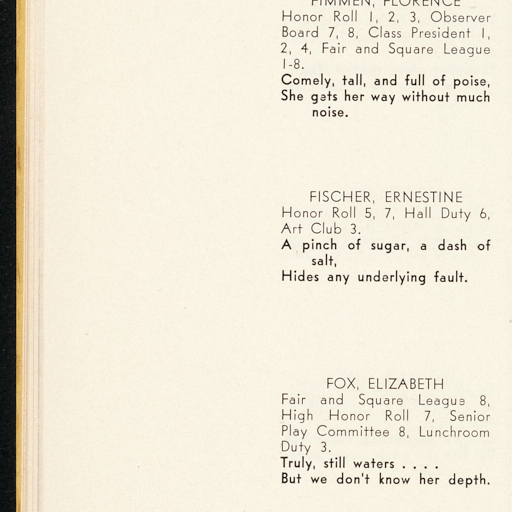 FIMMEN, FLORENCE
Honor Roll 1, 2, 3, Observer
Board 7, 8, Class President 1,
2, 4, Fair and Square League
1-8.
Comely, tall, and full of poise,
She gets her way without much
noise.
FISCHER, ERNESTINE
Honor Roll 5, 7, Hall Duty 6,
Art Club 3.
A pinch of sugar, a dash of
salt,
Hides any underlying fault.
FOX, ELIZABETH
Fair and Square League 8,
High Honor Roll 7, Senior
Play Committee 8, Lunchroom
Duty 3.
Truly, still waters . . . .
But we don't know her depth.